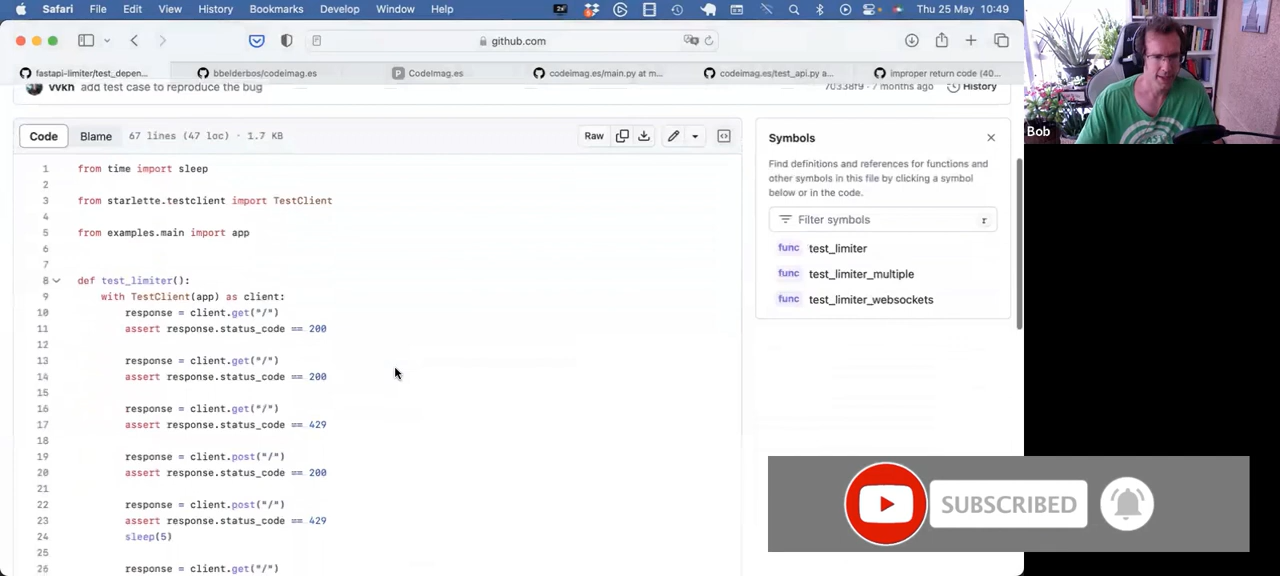 Safari File Edit View History Bookmarks Develop Window Help Thu 25 May 10:49
github.com
fastapi-limiter/test_depen... bbelderbos/codeimag.es CodeImag.es codeimag.es/main.py at m... codeimag.es/test_api.py a... improper return code (40...
vvkh add test case to reproduce the bug 70338f9 · 7 months ago History
Code Blame 67 lines (47 loc) · 1.7 KB Raw
1 from time import sleep
2
3 from starlette.testclient import TestClient
4
5 from examples.main import app
6
7
8 def test_limiter():
9 with TestClient(app) as client:
10 response = client.get("/")
11 assert response.status_code == 200
12
13 response = client.get("/")
14 assert response.status_code == 200
15
16 response = client.get("/")
17 assert response.status_code == 429
18
19 response = client.post("/")
20 assert response.status_code == 200
21
22 response = client.post("/")
23 assert response.status_code == 429
24 sleep(5)
25
26 response = client.get("/")
Symbols
Find definitions and references for functions and
other symbols in this file by clicking a symbol
below or in the code.
Filter symbols r
func test_limiter
func test_limiter_multiple
func test_limiter_websockets
Bob
SUBSCRIBED